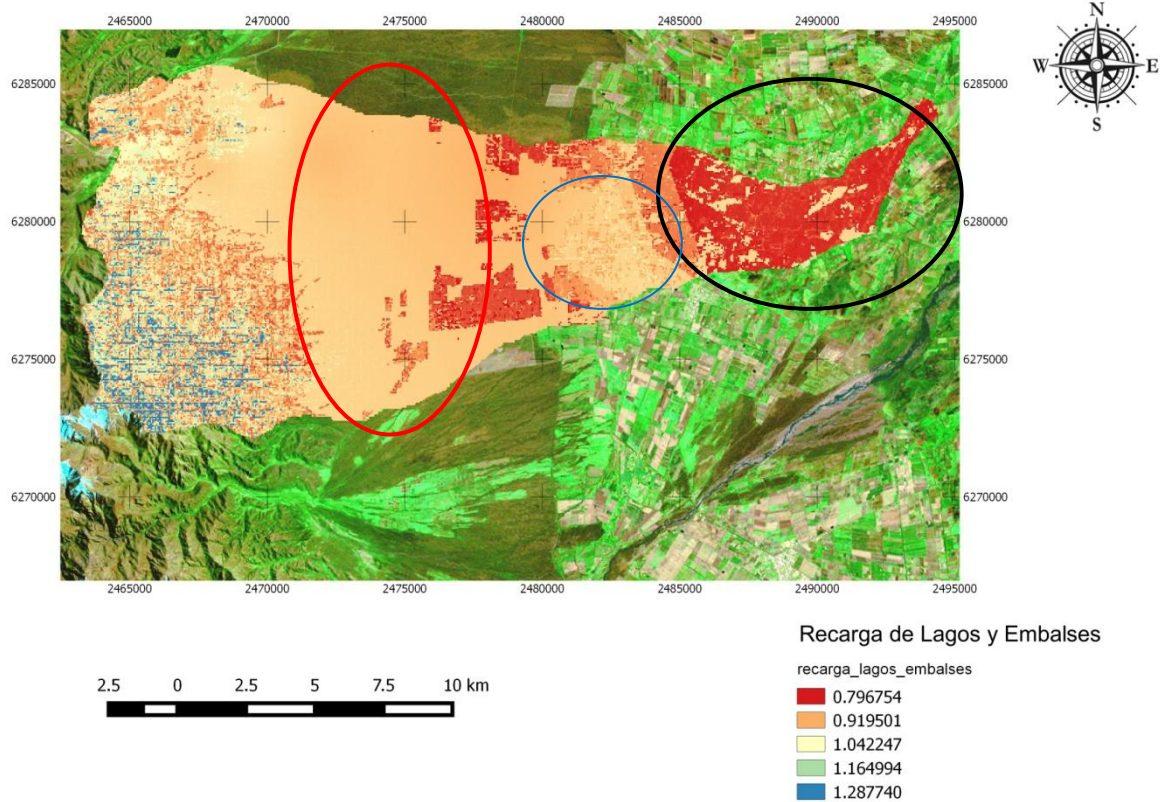 2465000 2470000 2475000 2480000 2485000 2490000 2495000
N
W E
S
6285000 6285000
6280000 6280000
6275000 6275000
6270000 6270000
2465000 2470000 2475000 2480000 2485000 2490000 2495000
Recarga de Lagos y Embalses
recarga_lagos_embalses
2.5 0 2.5 5 7.5 10 km
0.796754
0.919501
1.042247
1.164994
1.287740